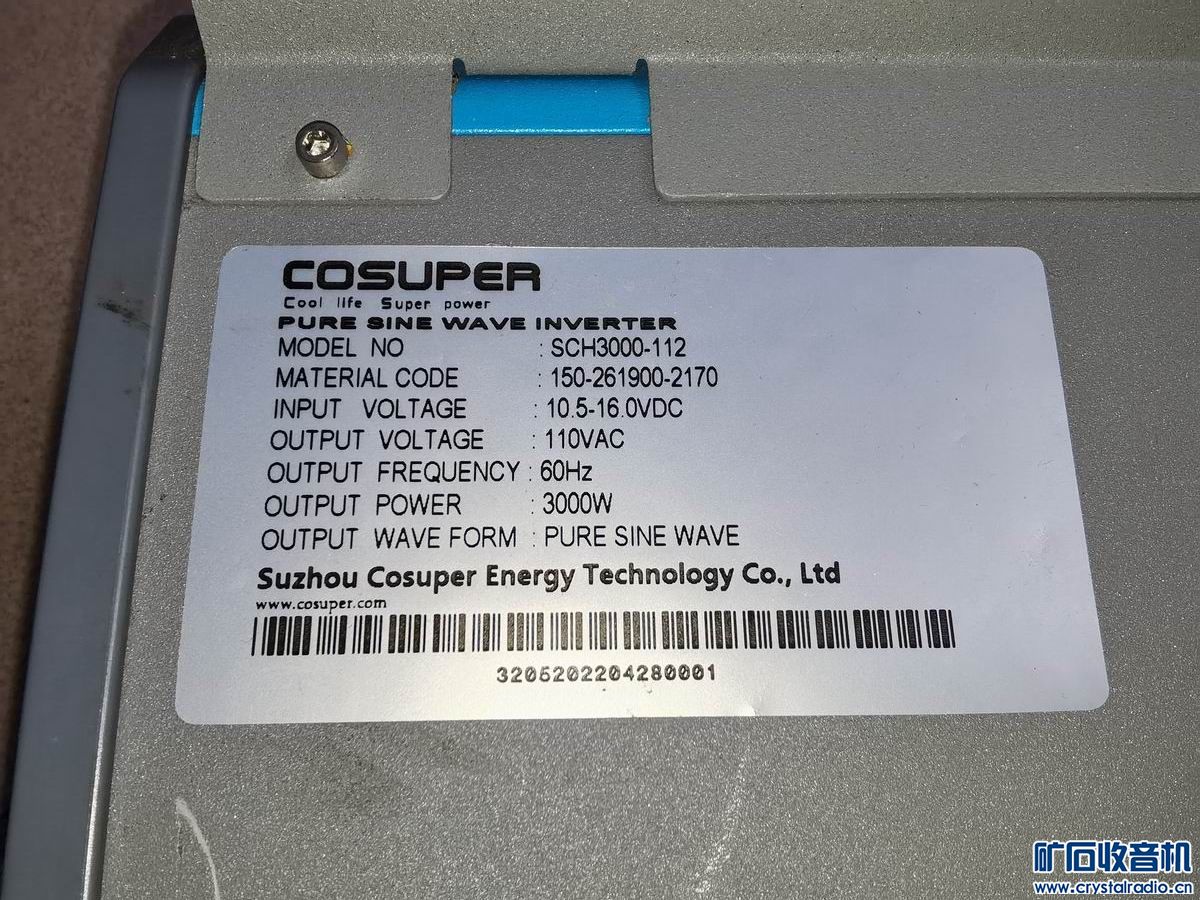 COSUPER
Cool life Super power
PURE SINE WAVE INVERTER
MODEL NO : SCH3000-112
MATERIAL CODE : 150-261900-2170
INPUT VOLTAGE : 10.5-16.0VDC
OUTPUT VOLTAGE : 110VAC
OUTPUT FREQUENCY : 60Hz
OUTPUT POWER : 3000W
OUTPUT WAVE FORM : PURE SINE WAVE
Suzhou Cosuper Energy Technology Co., Ltd
www.cosuper.com
3205202204280001
矿石收音机
www.crystalradio.cn